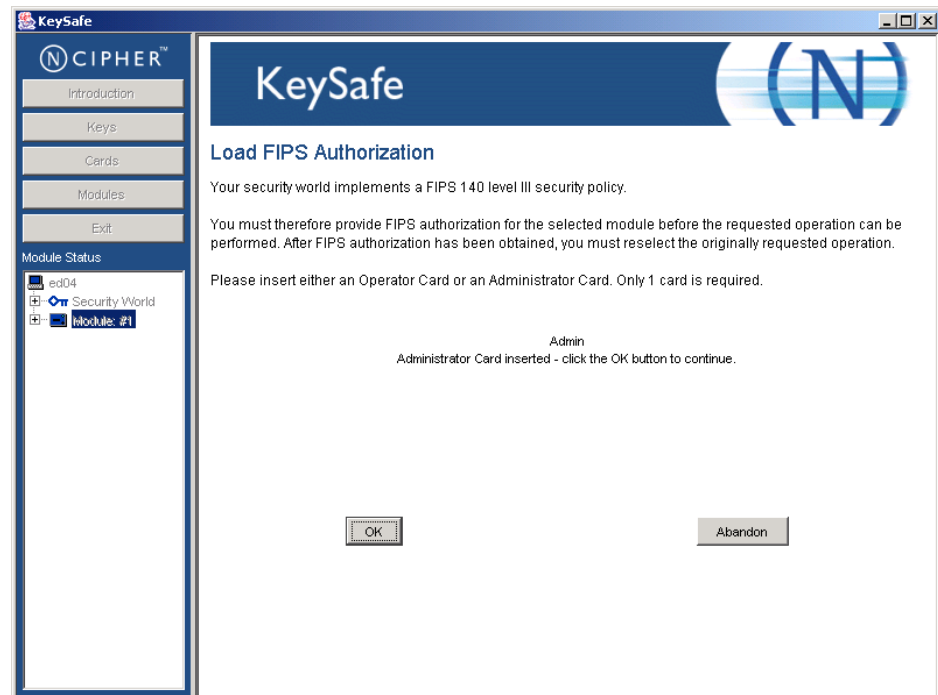 KeySafe
NCIPHER™
Introduction
Keys
Cards
Modules
Exit
Module Status
ed04
Security World
Module: #1
KeySafe
(N)
Load FIPS Authorization
Your security world implements a FIPS 140 level III security policy.
You must therefore provide FIPS authorization for the selected module before the requested operation can be
performed. After FIPS authorization has been obtained, you must reselect the originally requested operation.
Please insert either an Operator Card or an Administrator Card. Only 1 card is required.
Admin
Administrator Card inserted - click the OK button to continue.
OK
Abandon